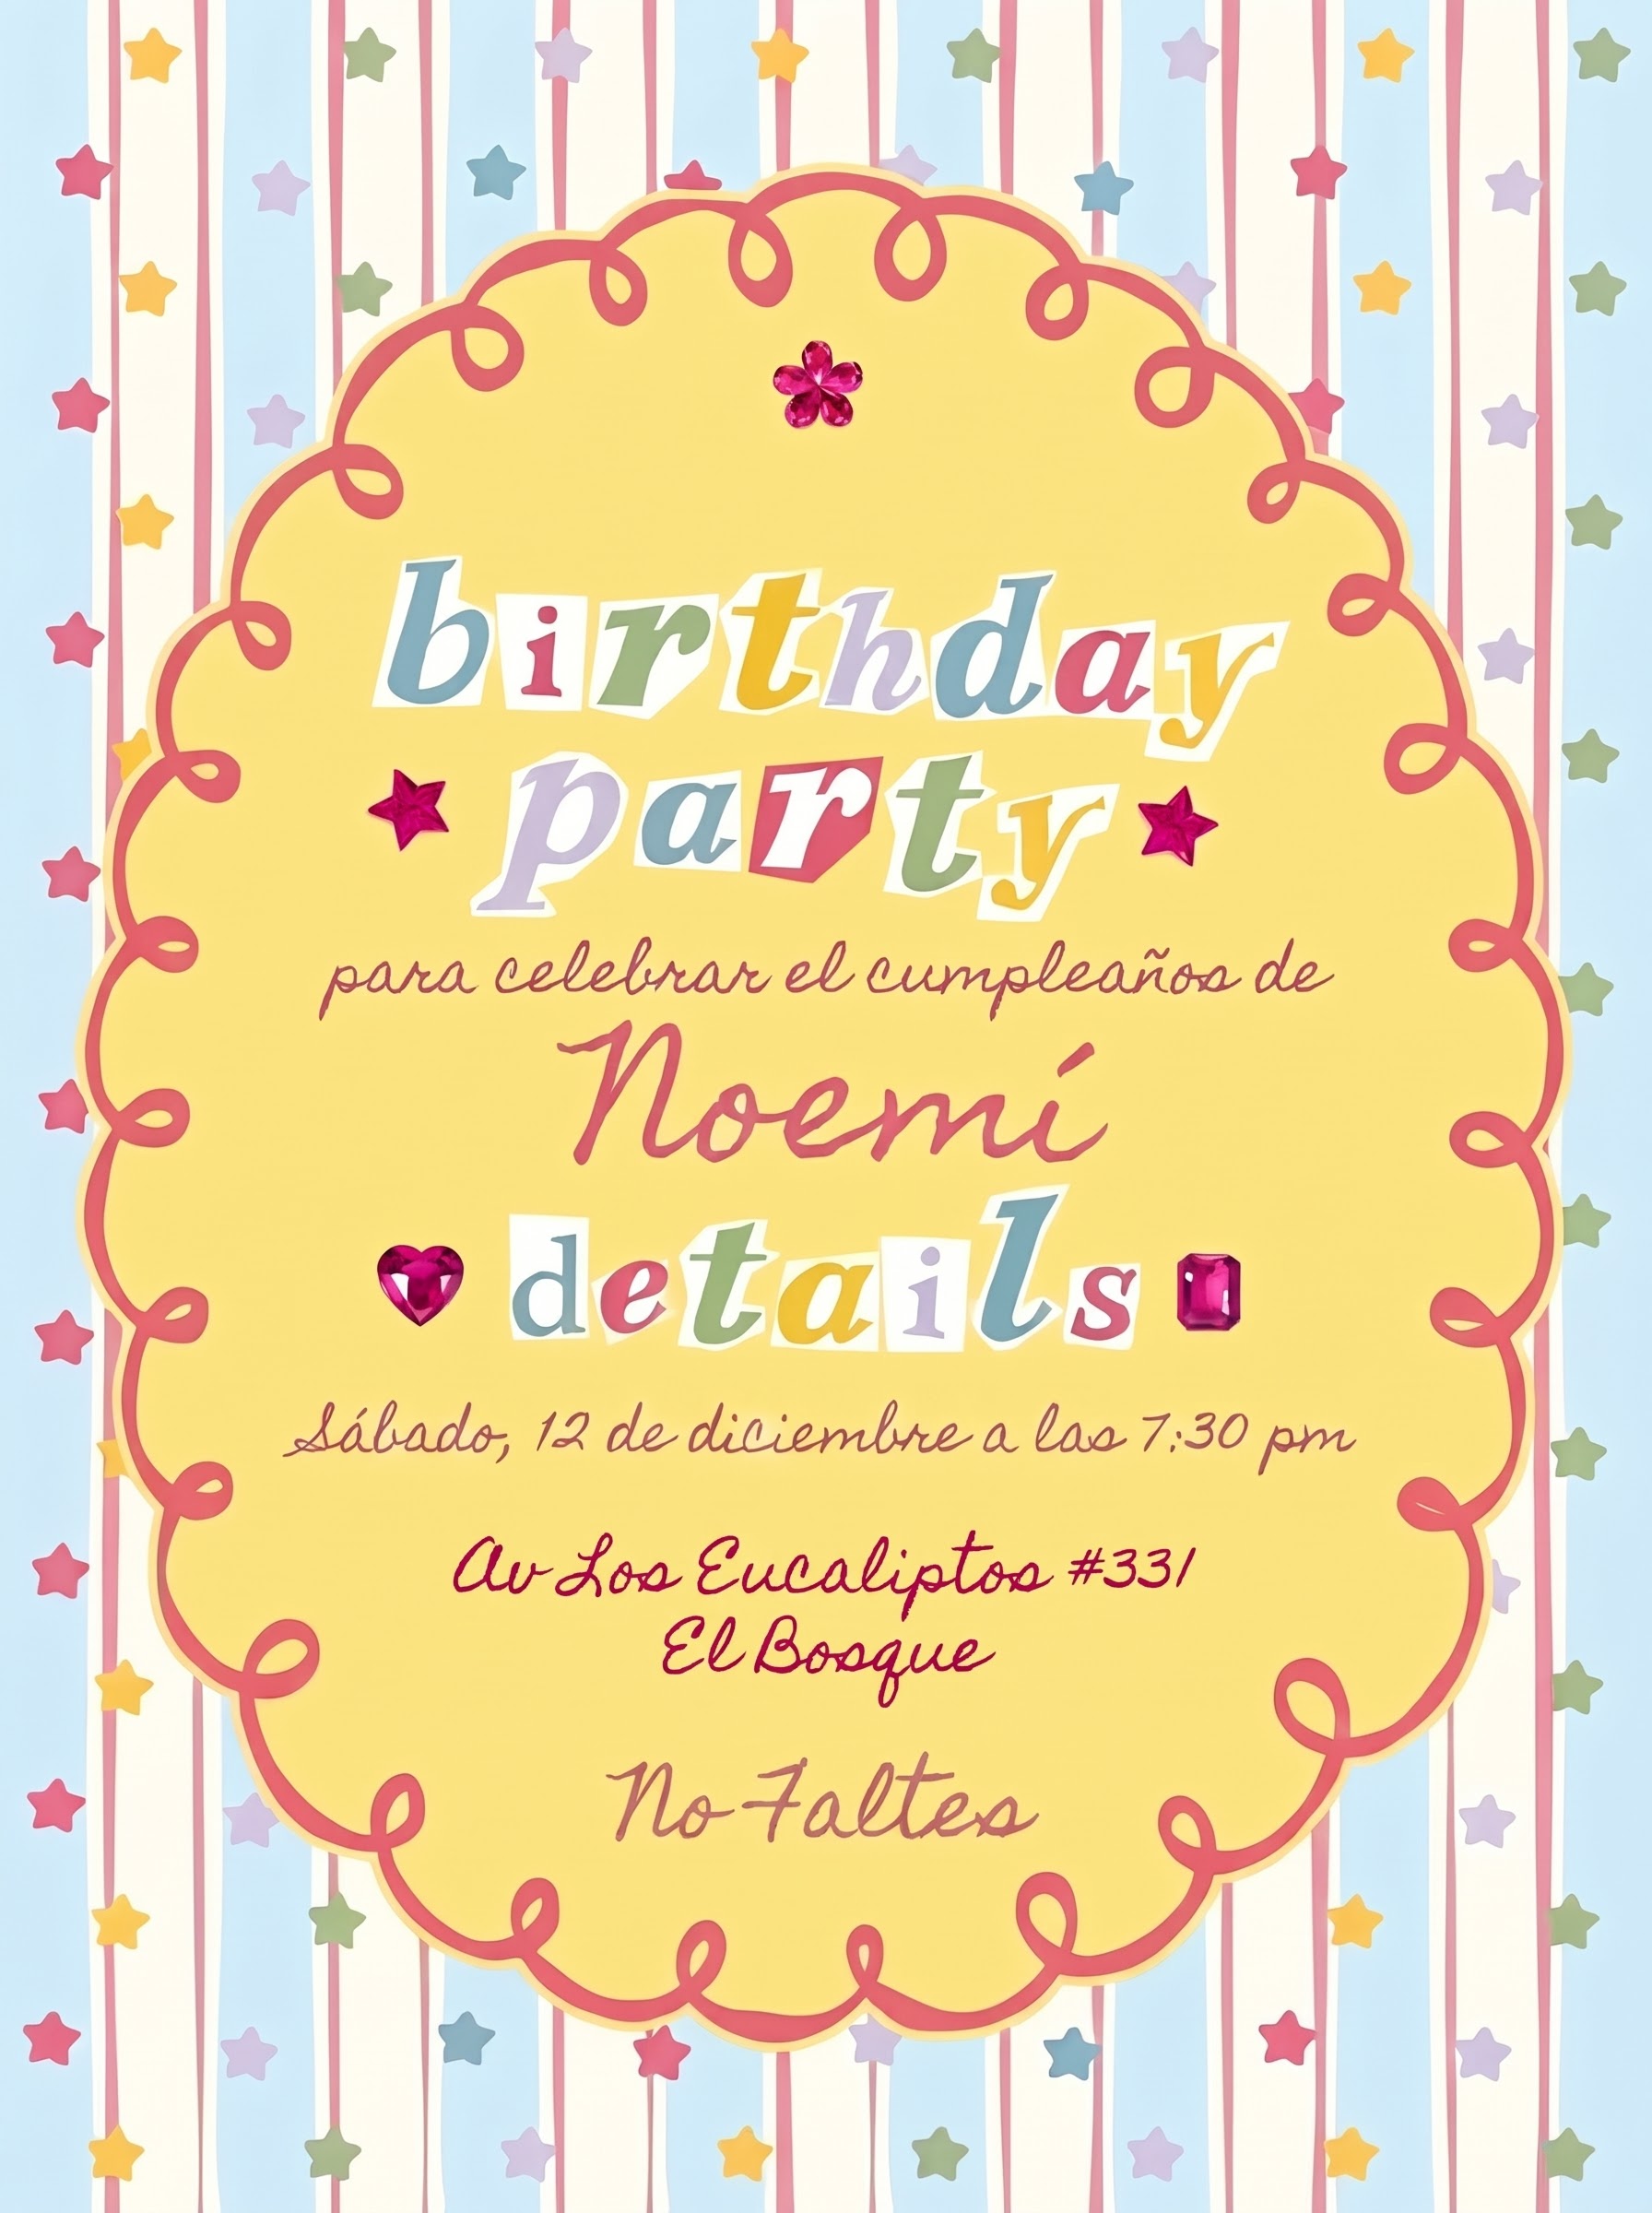 birthday
party
para celebrar el cumpleaños de
Noemí
details
Sábado, 12 de diciembre a las 7:30 pm
Av Los Eucaliptos #331
El Bosque
No Faltes